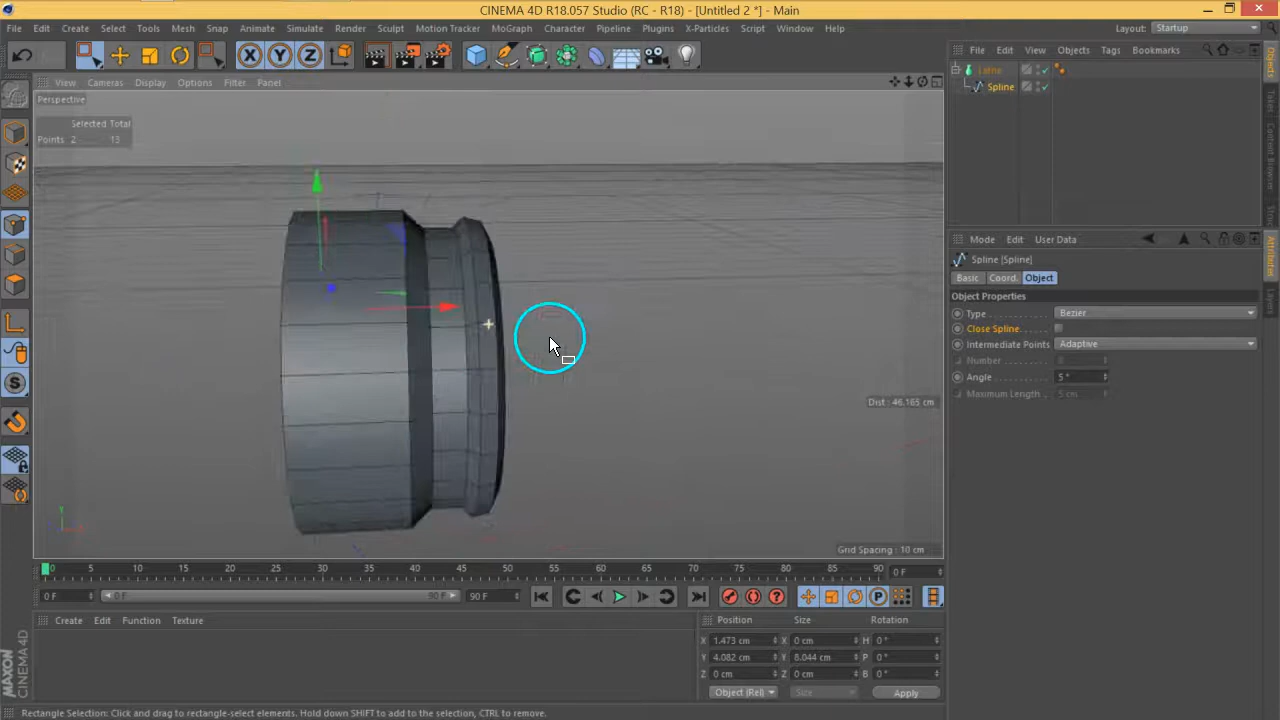 CINEMA 4D R18.057 Studio (RC - R18) - [Untitled 2 *] - Main
File Edit Create Select Tools Mesh Snap Animate Simulate Render Sculpt Motion Tracker MoGraph Character Pipeline Plugins X-Particles Script Window Help
Layout: Startup
X Y Z
File Edit View Objects Tags Bookmarks
View Cameras Display Options Filter Panel
Perspective
Selected Total
Points 2 13
Spline
Objects
Takes
Content Browser
Attributes
Layers
Mode Edit User Data
Spline [Spline]
Basic Coord. Object
Object Properties
Type Bezier
Close Spline
Intermediate Points Adaptive
Number
Angle 5 °
Maximum Length 5 cm
Dist : 46.165 cm
Y
Grid Spacing : 10 cm
0 5 10 15 20 25 30 35 40 45 50 55 60 65 70 75 80 85 90 0 F
0 F 0 F 90 F 90 F
P
Create Edit Function Texture
Position Size Rotation
X 1.473 cm X 0 cm H 0 °
Y 4.082 cm Y 8.044 cm P 0 °
Z 0 cm Z 0 cm B 0 °
Object (Rel) Size Apply
MAXON CINEMA 4D
Rectangle Selection: Click and drag to rectangle-select elements. Hold down SHIFT to add to the selection, CTRL to remove.